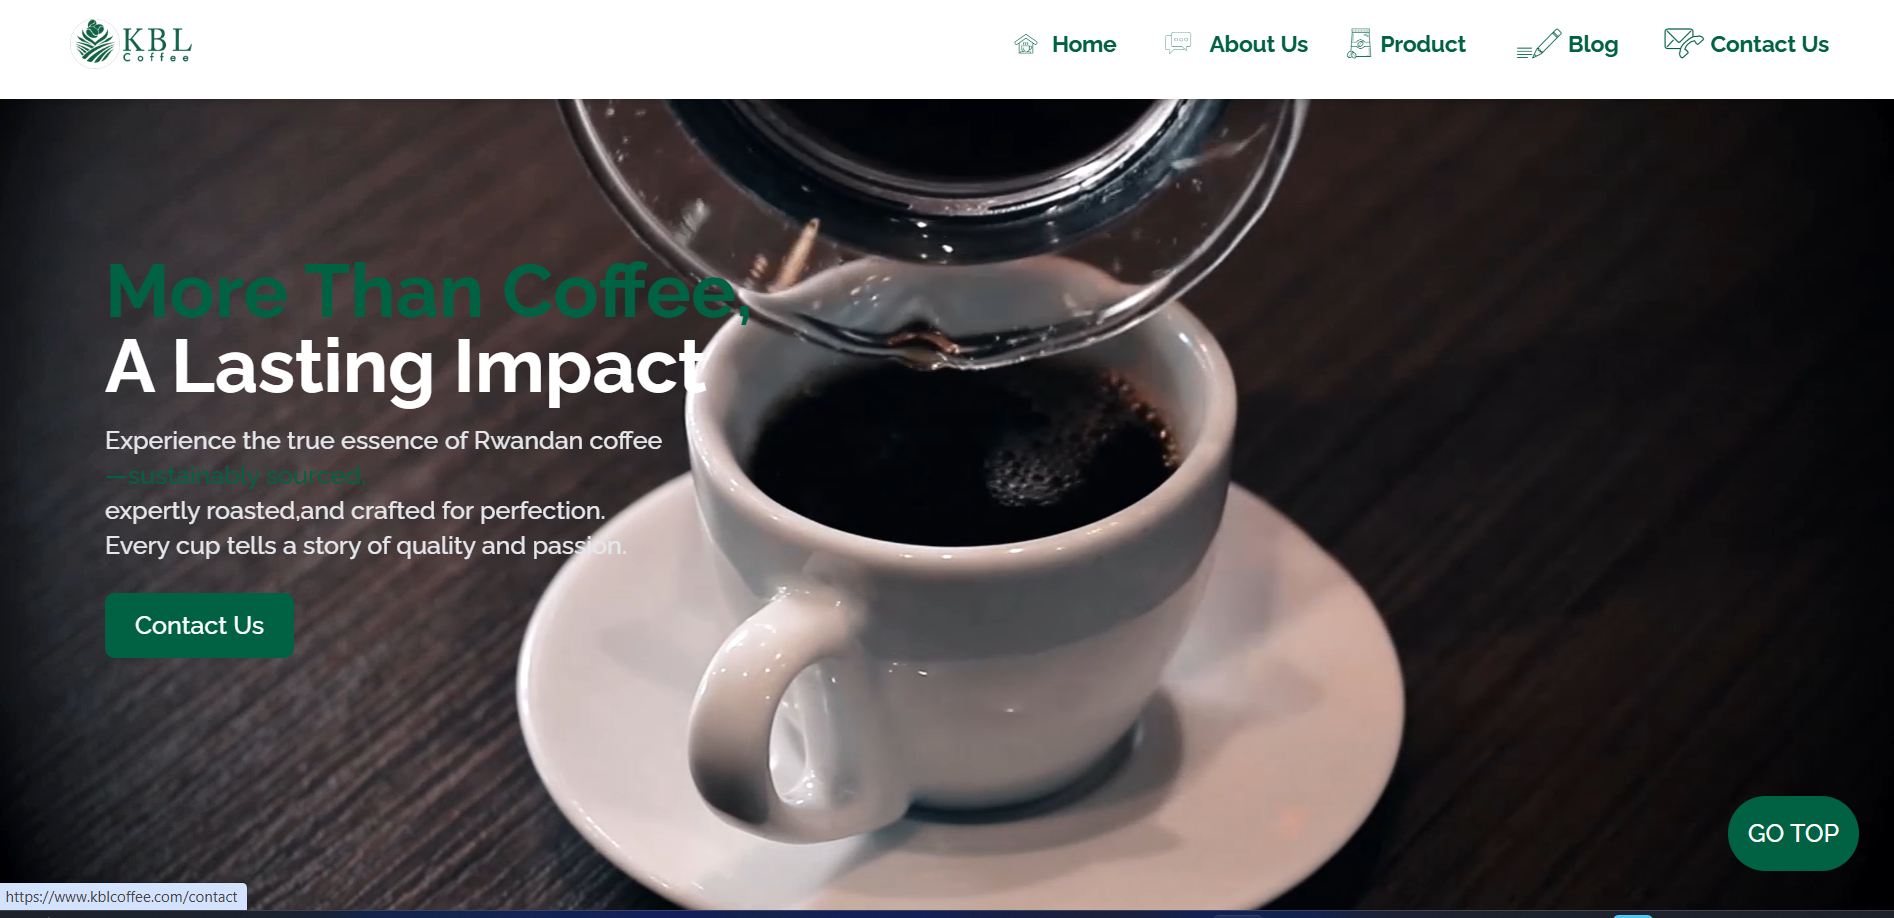 KBL
Coffee
Home
About Us
Product
Blog
Contact Us
More Than Coffee,
A Lasting Impact
Experience the true essence of Rwandan coffee
—sustainably sourced,
expertly roasted,and crafted for perfection.
Every cup tells a story of quality and passion.
Contact Us
GO TOP
https://www.kblcoffee.com/contact